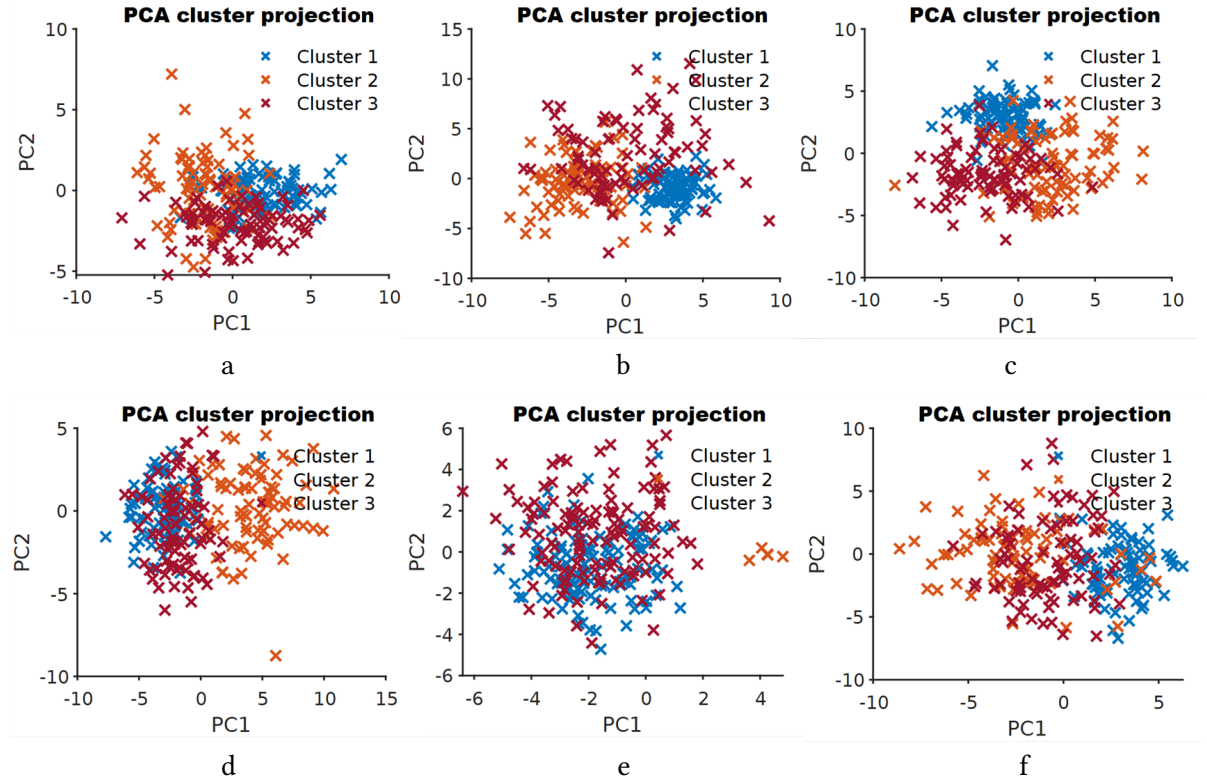 PCA cluster projection
10
5
0
-5
-10 -5 0 5 10
PC2
PC1
Cluster 1
Cluster 2
Cluster 3
a
PCA cluster projection
15
10
5
0
-5
-10
-10 -5 0 5 10
PC2
PC1
Cluster 1
Cluster 2
Cluster 3
b
PCA cluster projection
10
5
0
-5
-10
-10 -5 0 5 10
PC2
PC1
Cluster 1
Cluster 2
Cluster 3
c
PCA cluster projection
5
0
-5
-10
-10 -5 0 5 10 15
PC2
PC1
Cluster 1
Cluster 2
Cluster 3
d
PCA cluster projection
6
4
2
0
-2
-4
-6
-6 -4 -2 0 2 4
PC2
PC1
Cluster 1
Cluster 2
Cluster 3
e
PCA cluster projection
10
5
0
-5
-10
-10 -5 0 5
PC2
PC1
Cluster 1
Cluster 2
Cluster 3
f